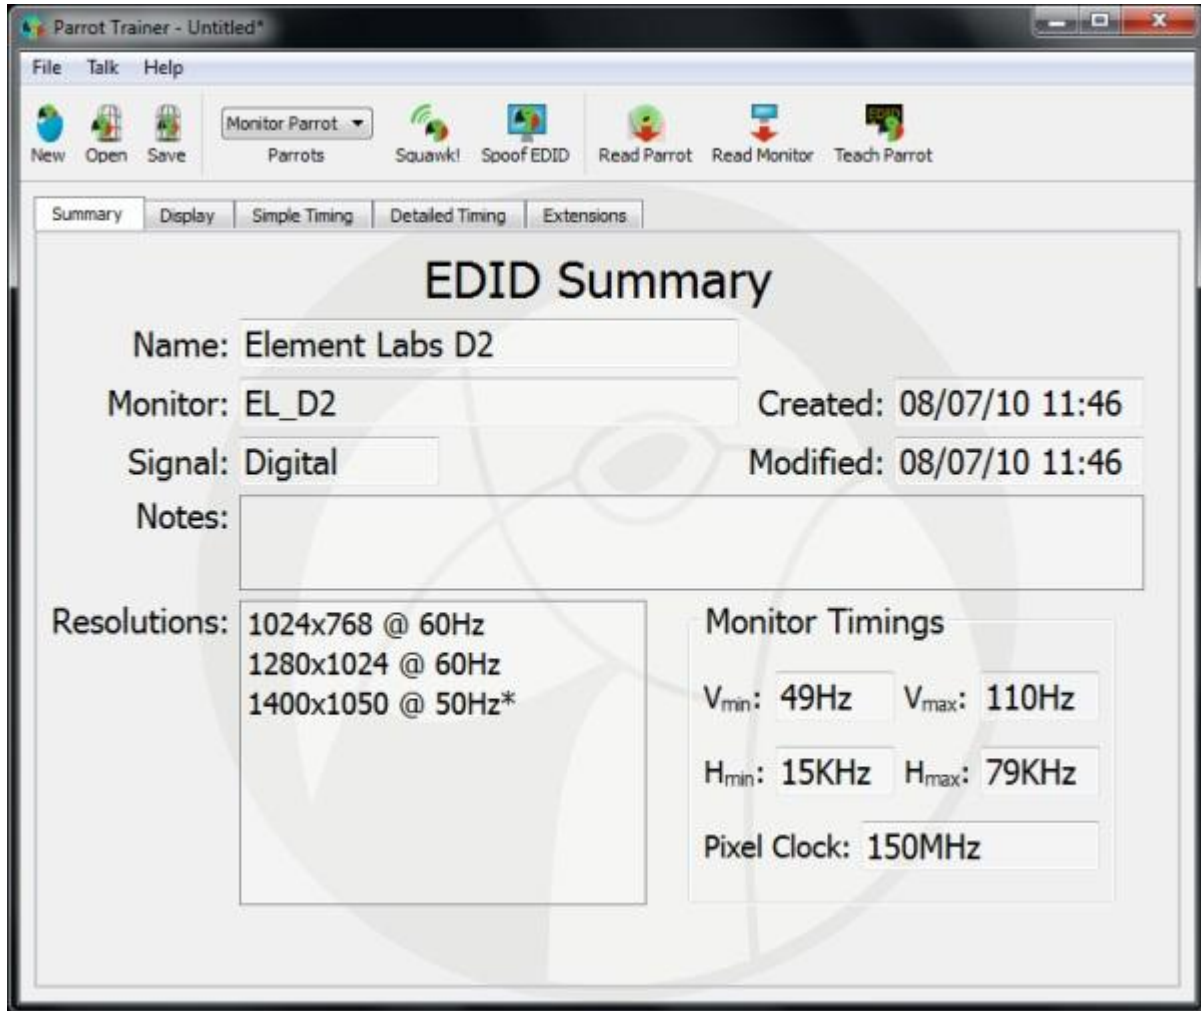 Parrot Trainer - Untitled*
File Talk Help
Monitor Parrot
New Open Save Parrots Squawk! Spoof EDID Read Parrot Read Monitor Teach Parrot
Summary Display Simple Timing Detailed Timing Extensions
EDID Summary
Name: Element Labs D2
Monitor: EL_D2 Created: 08/07/10 11:46
Signal: Digital Modified: 08/07/10 11:46
Notes:
Resolutions: 1024x768 @ 60Hz
1280x1024 @ 60Hz
1400x1050 @ 50Hz*
Monitor Timings
Vmin: 49Hz Vmax: 110Hz
Hmin: 15KHz Hmax: 79KHz
Pixel Clock: 150MHz